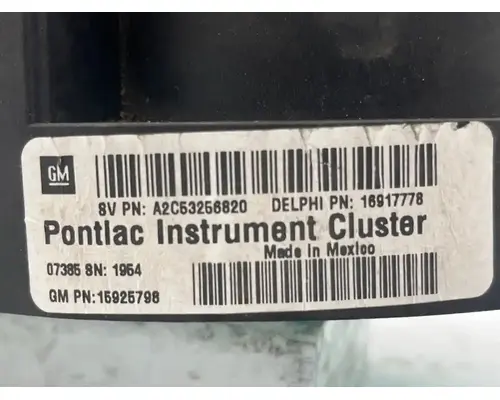 GM
SV PN: A2C53256820 DELPHI PN: 16917778
Pontiac Instrument Cluster
Made in Mexico
07385 SN: 1954
GM PN:15925798